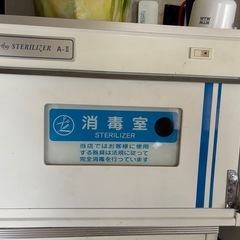 STERILIZER A-II
消毒室
STERILIZER
当店ではお客様に使用
する器具は法規に従って
完全消毒を行っています